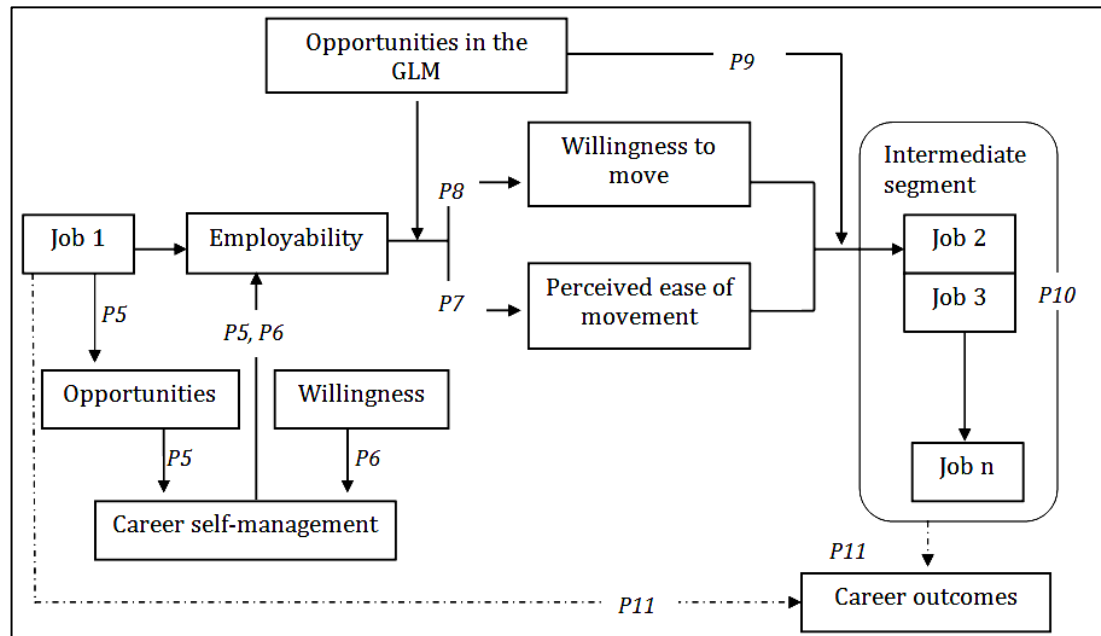 Opportunities in the
GLM
P9
Willingness to
move
Intermediate
segment
P8
Job 1
Employability
Job 2
P7
Perceived ease of
movement
Job 3
P10
P5
P5, P6
Opportunities
Willingness
P5
P6
Job n
Career self-management
P11
P11
Career outcomes